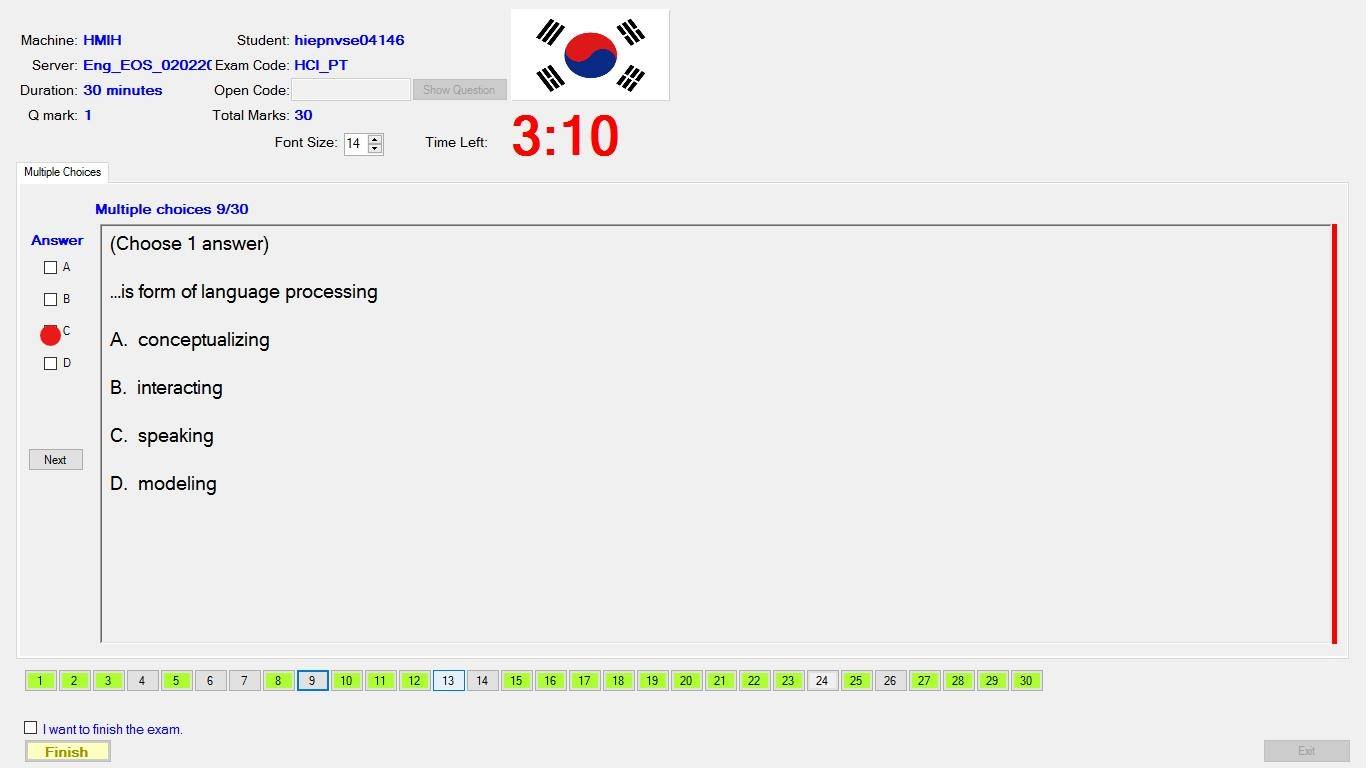 Machine: HMIH Student: hiepnvse04146
Server: Eng_EOS_020220 Exam Code: HCI_PT
Duration: 30 minutes Open Code: Show Question
Q mark: 1 Total Marks: 30
Font Size: 14 Time Left: 3:10
Multiple Choices
Multiple choices 9/30
Answer
(Choose 1 answer)
A
...is form of language processing
B
C
A. conceptualizing
D
B. interacting
C. speaking
Next
D. modeling
1 2 3 4 5 6 7 8 9 10 11 12 13 14 15 16 17 18 19 20 21 22 23 24 25 26 27 28 29 30
I want to finish the exam.
Finish
Exit